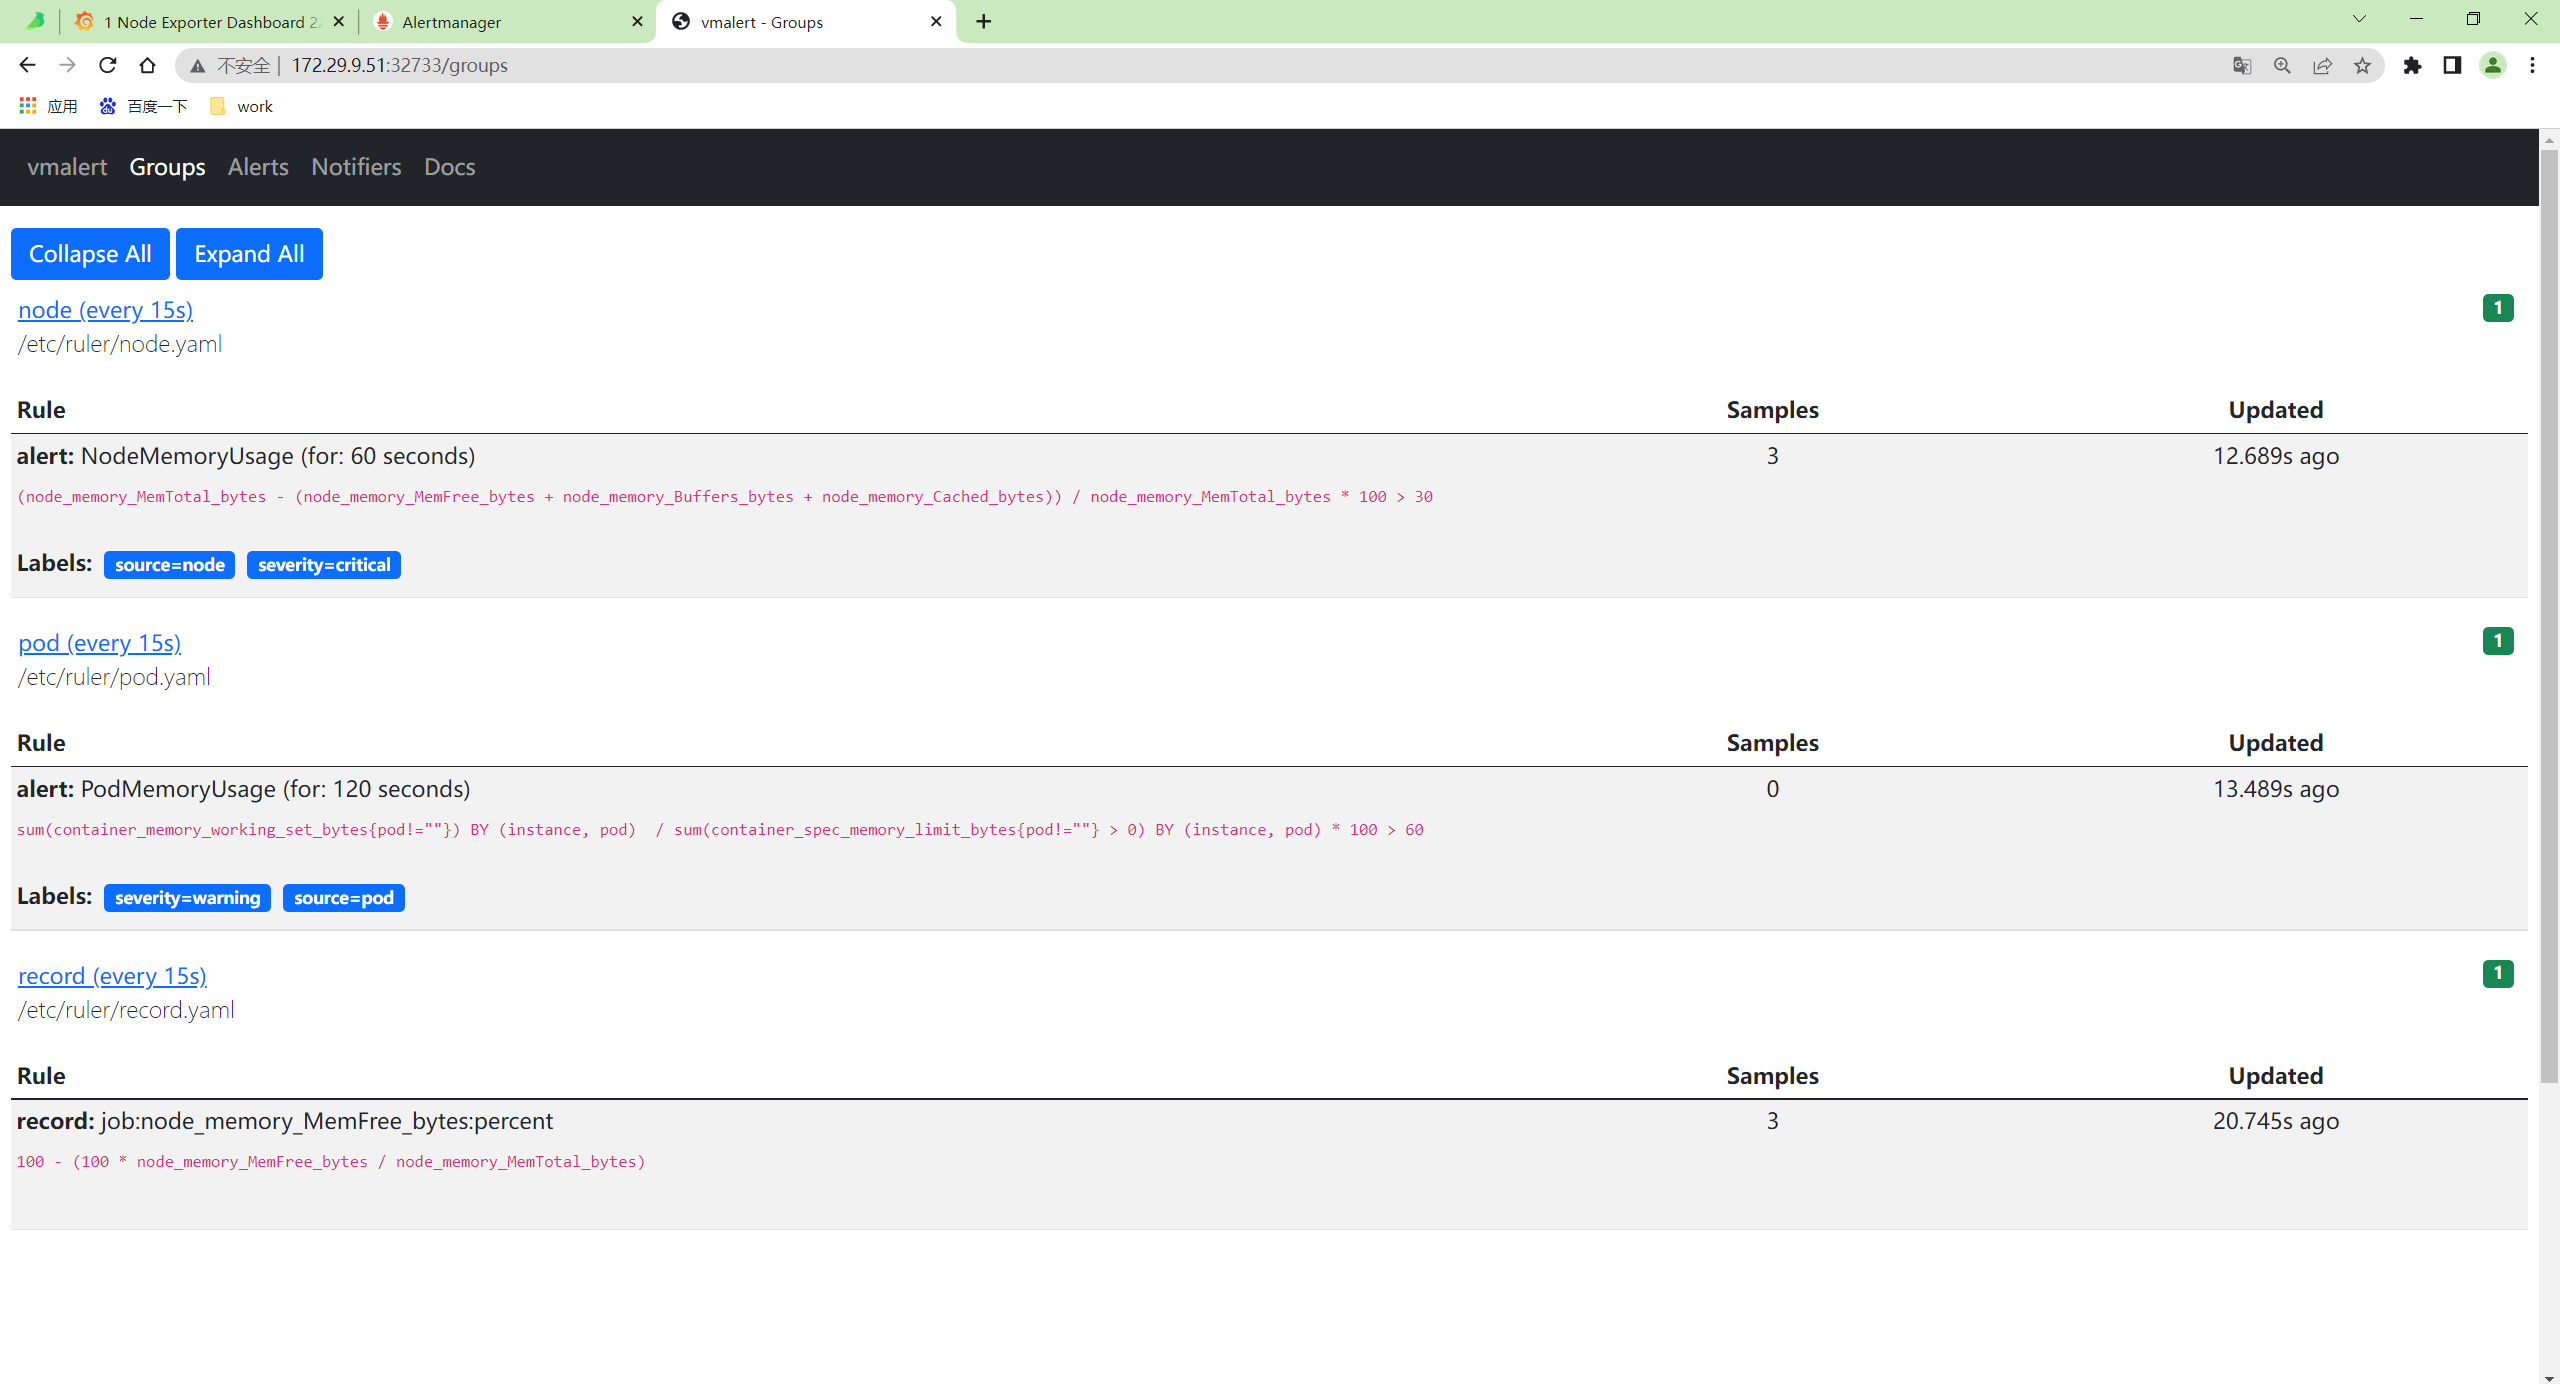 1 Node Exporter Dashboard 22
Alertmanager
vmalert - Groups
不安全 | 172.29.9.51:32733/groups
应用 百度一下 work
vmalert Groups Alerts Notifiers Docs
Collapse All Expand All
node (every 15s) 1
/etc/ruler/node.yaml
Rule Samples Updated
alert: NodeMemoryUsage (for: 60 seconds) 3 12.689s ago
(node_memory_MemTotal_bytes - (node_memory_MemFree_bytes + node_memory_Buffers_bytes + node_memory_Cached_bytes)) / node_memory_MemTotal_bytes * 100 > 30
Labels: source=node severity=critical
pod (every 15s) 1
/etc/ruler/pod.yaml
Rule Samples Updated
alert: PodMemoryUsage (for: 120 seconds) 0 13.489s ago
sum(container_memory_working_set_bytes{pod!=""}) BY (instance, pod)  / sum(container_spec_memory_limit_bytes{pod!=""} > 0) BY (instance, pod) * 100 > 60
Labels: severity=warning source=pod
record (every 15s) 1
/etc/ruler/record.yaml
Rule Samples Updated
record: job:node_memory_MemFree_bytes:percent 3 20.745s ago
100 - (100 * node_memory_MemFree_bytes / node_memory_MemTotal_bytes)